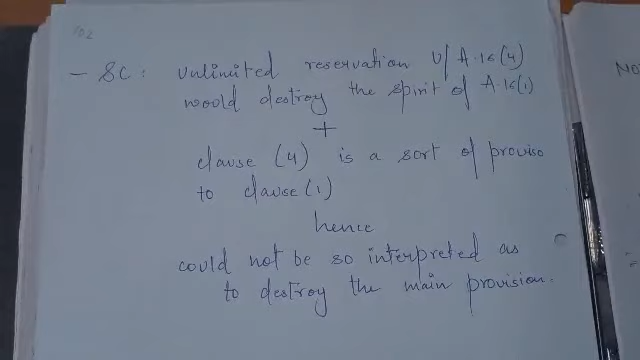 102
- SC: unlimited reservation U/ A.16(4)
would destroy the spirit of A.16(1)
+
clause (4) is a sort of proviso
to clause (1)
hence
could not be so interpreted as
to destroy the main provision.